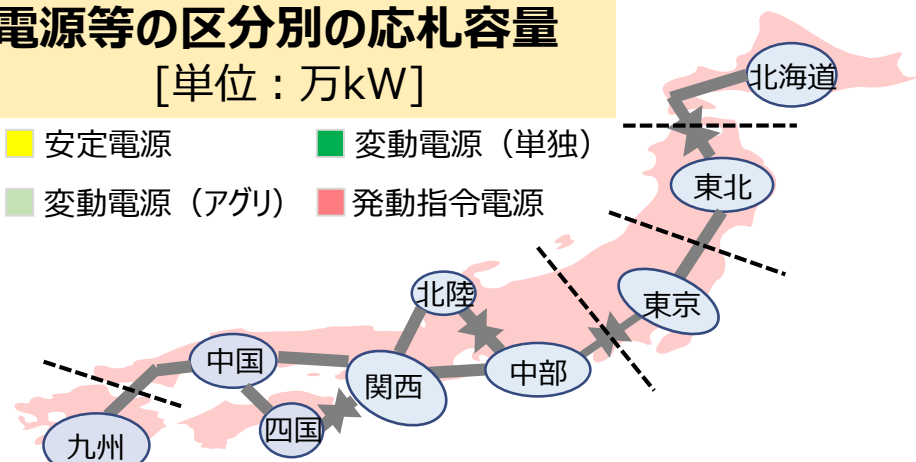 電源等の区分別の応札容量
[単位：万kW]
安定電源
変動電源（単独）
変動電源（アグリ）
発動指令電源
北海道
東北
東京
北陸
中部
関西
中国
四国
九州